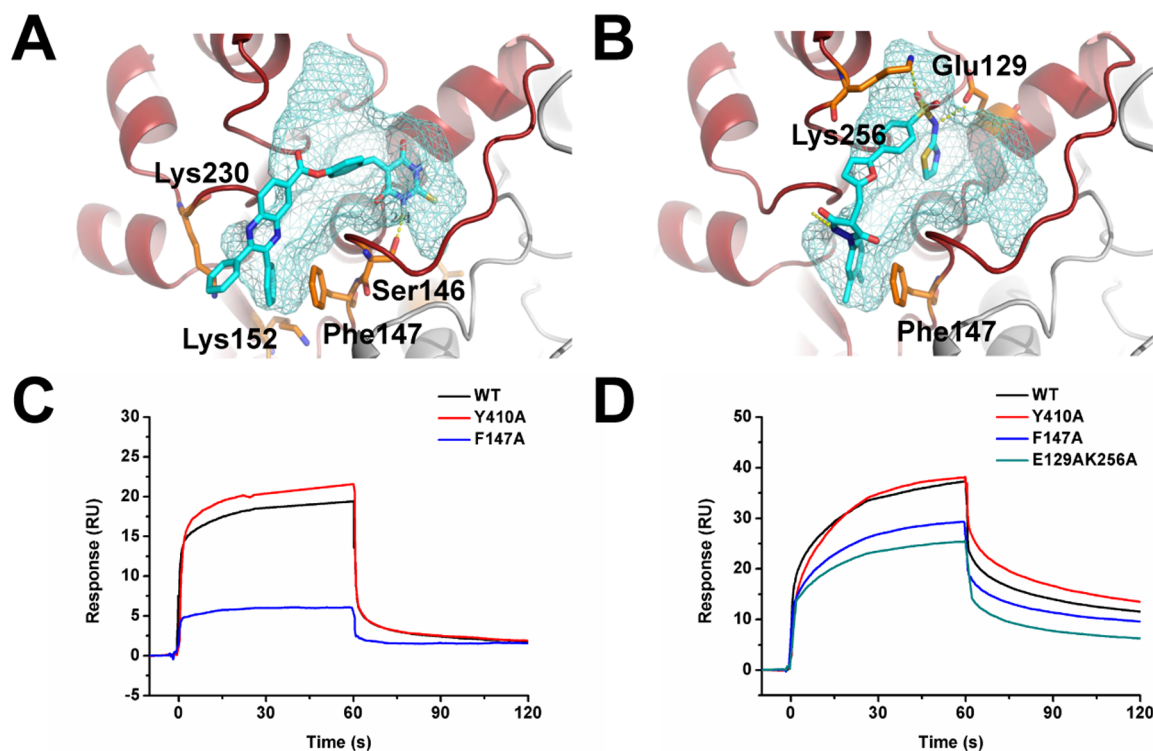 A
Lys230
Lys152
Phe147
Ser146
B
Glu129
Lys256
Phe147
C
WT
Y410A
F147A
30
25
20
15
10
5
0
-5
Response (RU)
0 30 60 90 120
Time (s)
D
WT
Y410A
F147A
E129AK256A
50
40
30
20
10
0
Response (RU)
0 30 60 90 120
Time (s)